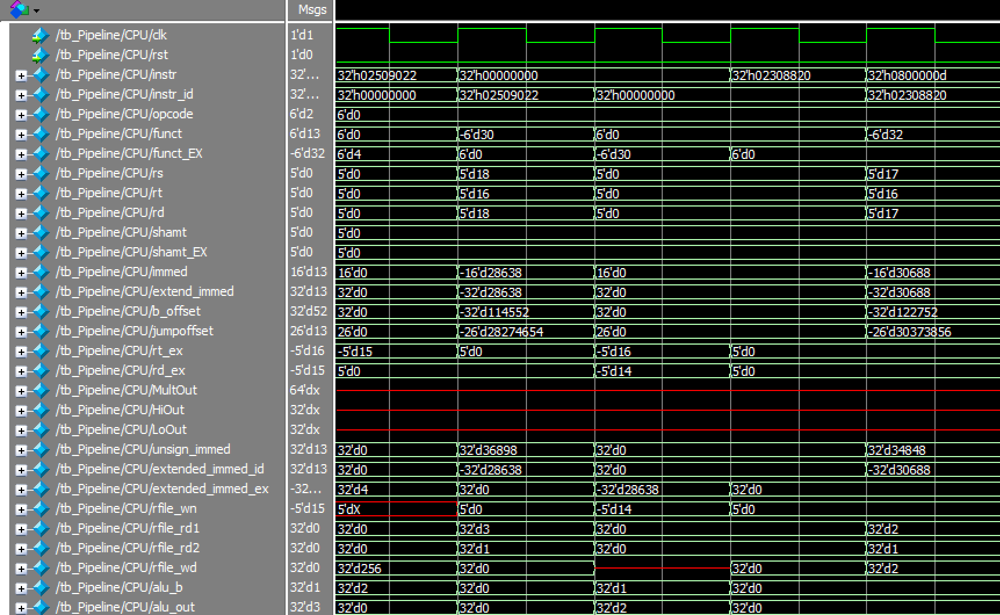 Msgs
/tb_Pipeline/CPU/clk 1'd1
/tb_Pipeline/CPU/rst 1'd0
/tb_Pipeline/CPU/instr 32'... 32'h02509022 32'h00000000 32'h02308820 32'h0800000d
/tb_Pipeline/CPU/instr_id 32'... 32'h00000000 32'h02509022 32'h00000000 32'h02308820
/tb_Pipeline/CPU/opcode 6'd2 6'd0
/tb_Pipeline/CPU/funct 6'd13 6'd0 -6'd30 6'd0 -6'd32
/tb_Pipeline/CPU/funct_EX -6'd32 6'd4 6'd0 -6'd30 6'd0
/tb_Pipeline/CPU/rs 5'd0 5'd0 5'd18 5'd0 5'd17
/tb_Pipeline/CPU/rt 5'd0 5'd0 5'd16 5'd0 5'd16
/tb_Pipeline/CPU/rd 5'd0 5'd0 5'd18 5'd0 5'd17
/tb_Pipeline/CPU/shamt 5'd0 5'd0
/tb_Pipeline/CPU/shamt_EX 5'd0 5'd0
/tb_Pipeline/CPU/immed 16'd13 16'd0 -16'd28638 16'd0 -16'd30688
/tb_Pipeline/CPU/extend_immed 32'd13 32'd0 -32'd28638 32'd0 -32'd30688
/tb_Pipeline/CPU/b_offset 32'd52 32'd0 -32'd114552 32'd0 -32'd122752
/tb_Pipeline/CPU/jumpoffset 26'd13 26'd0 -26'd28274654 26'd0 -26'd30373856
/tb_Pipeline/CPU/rt_ex -5'd16 -5'd15 5'd0 -5'd16 5'd0
/tb_Pipeline/CPU/rd_ex -5'd15 5'd0 -5'd14 5'd0
/tb_Pipeline/CPU/MultOut 64'dx
/tb_Pipeline/CPU/HiOut 32'dx
/tb_Pipeline/CPU/LoOut 32'dx
/tb_Pipeline/CPU/unsign_immed 32'd13 32'd0 32'd36898 32'd0 32'd34848
/tb_Pipeline/CPU/extended_immed_id 32'd13 32'd0 -32'd28638 32'd0 -32'd30688
/tb_Pipeline/CPU/extended_immed_ex -32... 32'd4 32'd0 -32'd28638 32'd0
/tb_Pipeline/CPU/rfile_wn -5'd15 5'dX 5'd0 -5'd14 5'd0
/tb_Pipeline/CPU/rfile_rd1 32'd0 32'd0 32'd3 32'd0 32'd2
/tb_Pipeline/CPU/rfile_rd2 32'd0 32'd0 32'd1 32'd0 32'd1
/tb_Pipeline/CPU/rfile_wd 32'd0 32'd256 32'd0 32'd0 32'd2
/tb_Pipeline/CPU/alu_b 32'd1 32'd2 32'd0 32'd1 32'd0
/tb_Pipeline/CPU/alu_out 32'd3 32'd0 32'd0 32'd2 32'd0